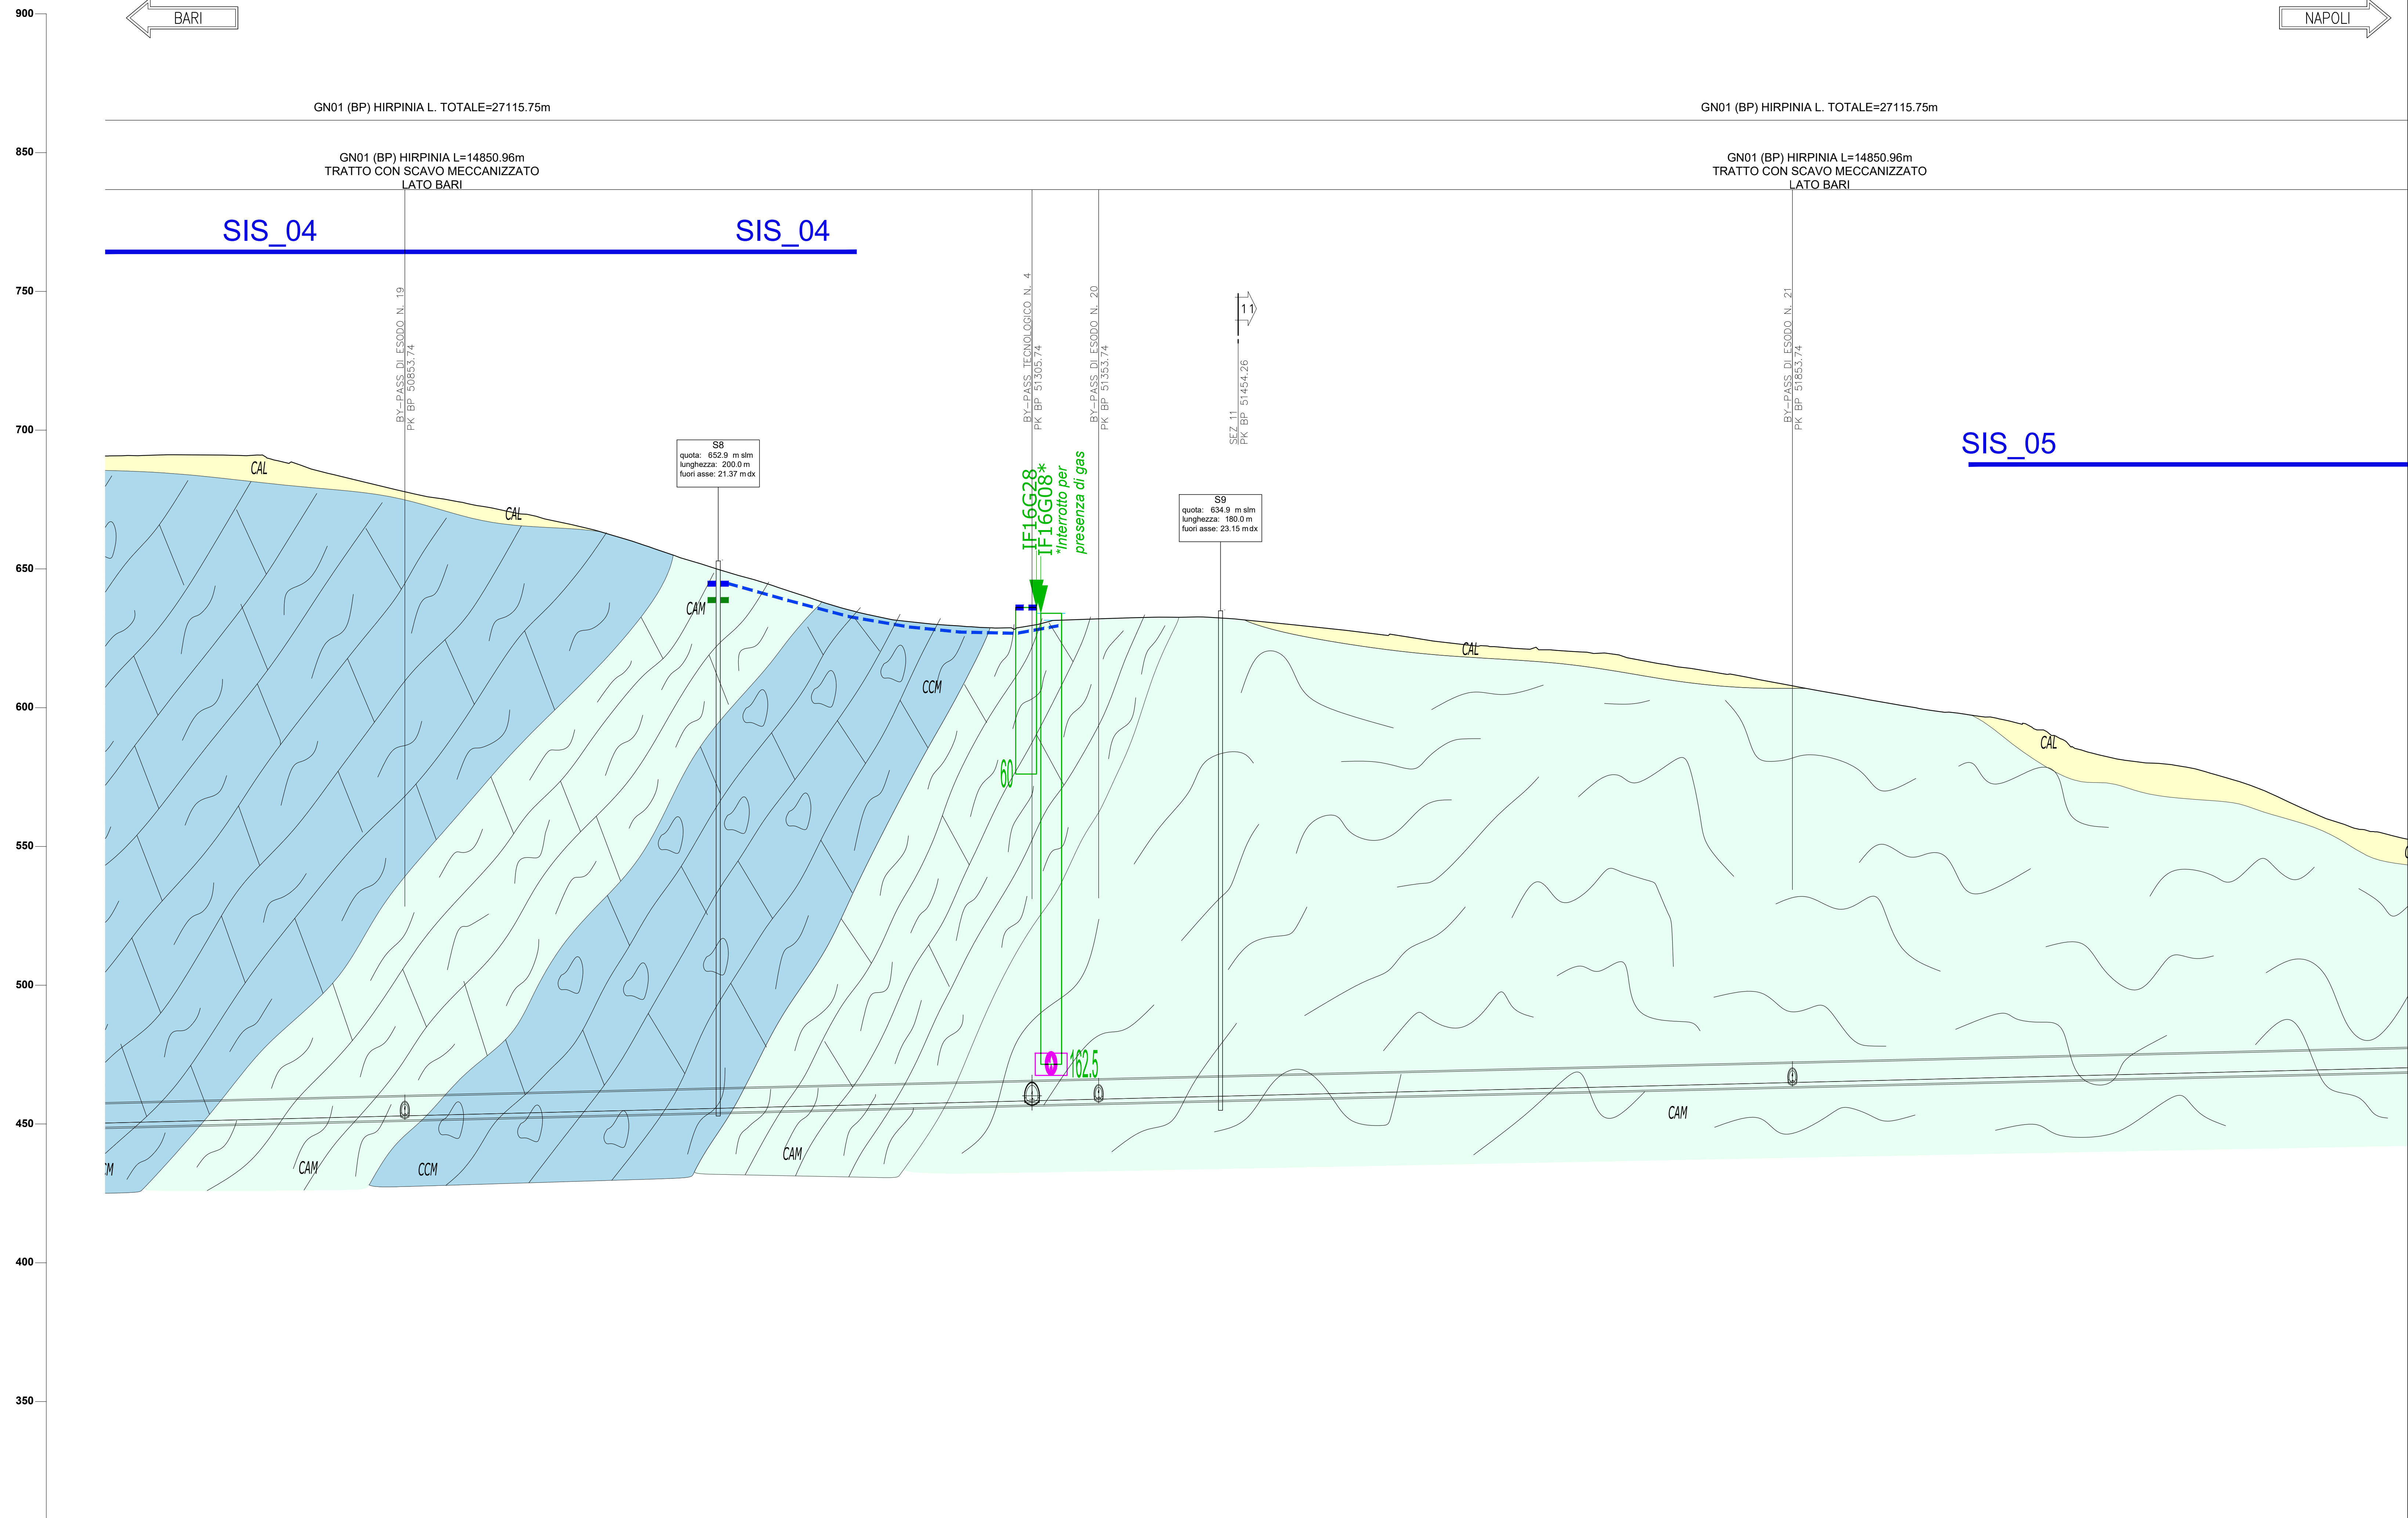 900
BARI
NAPOLI
GN01 (BP) HIRPINIA L. TOTALE=27115.75m
GN01 (BP) HIRPINIA L. TOTALE=27115.75m
850
GN01 (BP) HIRPINIA L=14850.96m
TRATTO CON SCAVO MECCANIZZATO
LATO BARI
GN01 (BP) HIRPINIA L=14850.96m
TRATTO CON SCAVO MECCANIZZATO
LATO BARI
SIS_04
SIS_04
750
BY-PASS DI ESODO N. 19
PK BP 50853.74
BY-PASS TECNOLOGICO N. 4
PK BP 51305.74
BY-PASS DI ESODO N. 20
PK BP 51353.74
11
SEZ 11
PK BP 51454.26
BY-PASS DI ESODO N. 21
PK BP 51853.74
700
SIS_05
CAL
S8
quota: 652.9 m slm
lunghezza: 200.0 m
fuori asse: 21.37 m dx
IF16G28
IF16G08*
*Interrotto per
presenza di gas
S9
quota: 634.9 m slm
lunghezza: 180.0 m
fuori asse: 23.15 m dx
CAL
650
CAM
CAL
600
CCM
CAL
60
550
500
162.5
450
CAM
CAM
CCM
CAM
400
350